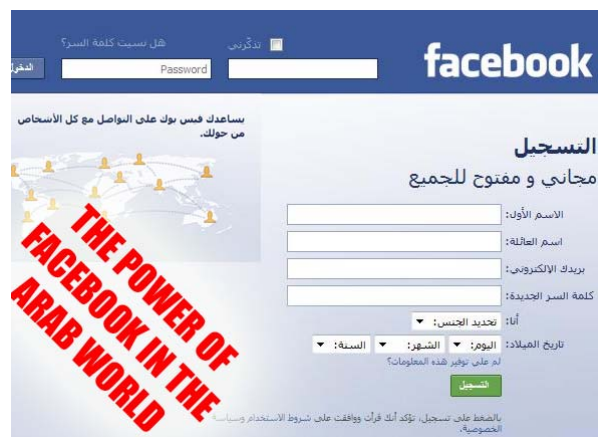 هل نسيت كلمة السر؟
تذكّرني
facebook
Password
الدخول
يساعدك فيس بوك على التواصل مع كل الأشخاص
من حولك.
التسجيل
مجاني و مفتوح للجميع
الاسم الأول:
اسم العائلة:
بريدك الإلكتروني:
كلمة السر الجديدة:
أنا: تحديد الجنس:
تاريخ الميلاد: اليوم: الشهر: السنة:
لم علي توفير هذه المعلومات؟
التسجيل
بالضغط على تسجيل، تؤكد أنك قرأت ووافقت على شروط الاستخدام وسياسة
الخصوصية.
THE POWER OF
FACEBOOK IN THE
ARAB WORLD